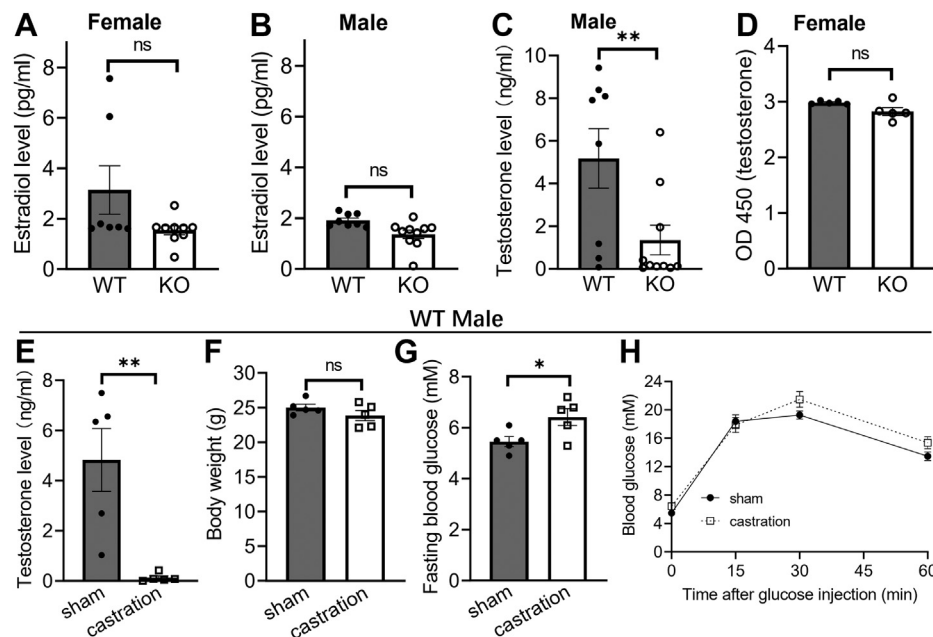 A Female
ns
Estradiol level (pg/ml)
8
6
4
2
0
WT KO
B Male
ns
Estradiol level (pg/ml)
8
6
4
2
0
WT KO
C Male
**
Testosterone level (ng/ml)
10
8
6
4
2
0
WT KO
D Female
ns
OD 450 (testosterone)
4
3
2
1
0
WT KO
WT Male
E
**
Testosterone level (ng/ml)
10
8
6
4
2
0
sham castration
F
ns
Body weight (g)
30
25
20
15
10
5
0
sham castration
G
*
Fasting blood glucose (mM)
8
6
4
2
0
sham castration
H
Blood glucose (mM)
24
20
16
12
8
4
0
sham
castration
0 15 30 45 60
Time after glucose injection (min)